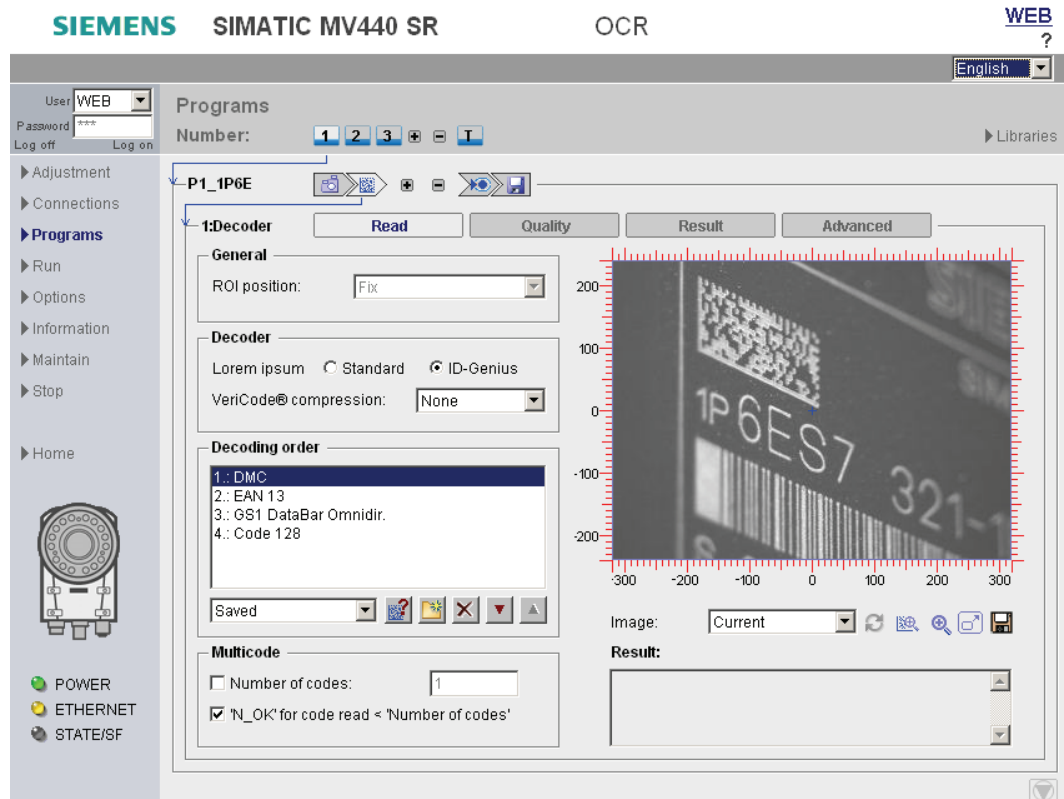 SIEMENS SIMATIC MV440 SR OCR WEB
?
English
User WEB
Password ***
Log off Log on
Programs
Number: 1 2 3 T
Libraries
Adjustment
Connections
Programs
Run
Options
Information
Maintain
Stop
Home
POWER
ETHERNET
STATE/SF
P1_1P6E
1:Decoder Read Quality Result Advanced
General
ROI position: Fix
Decoder
Lorem ipsum Standard ID-Genius
VeriCode® compression: None
Decoding order
1.: DMC
2.: EAN 13
3.: GS1 DataBar Omnidir.
4.: Code 128
Saved
Multicode
Number of codes: 1
'N_OK' for code read < 'Number of codes'
200
100
0
-100
-200
-300 -200 -100 0 100 200 300
1P6ES7 321-1
Image: Current
Result: